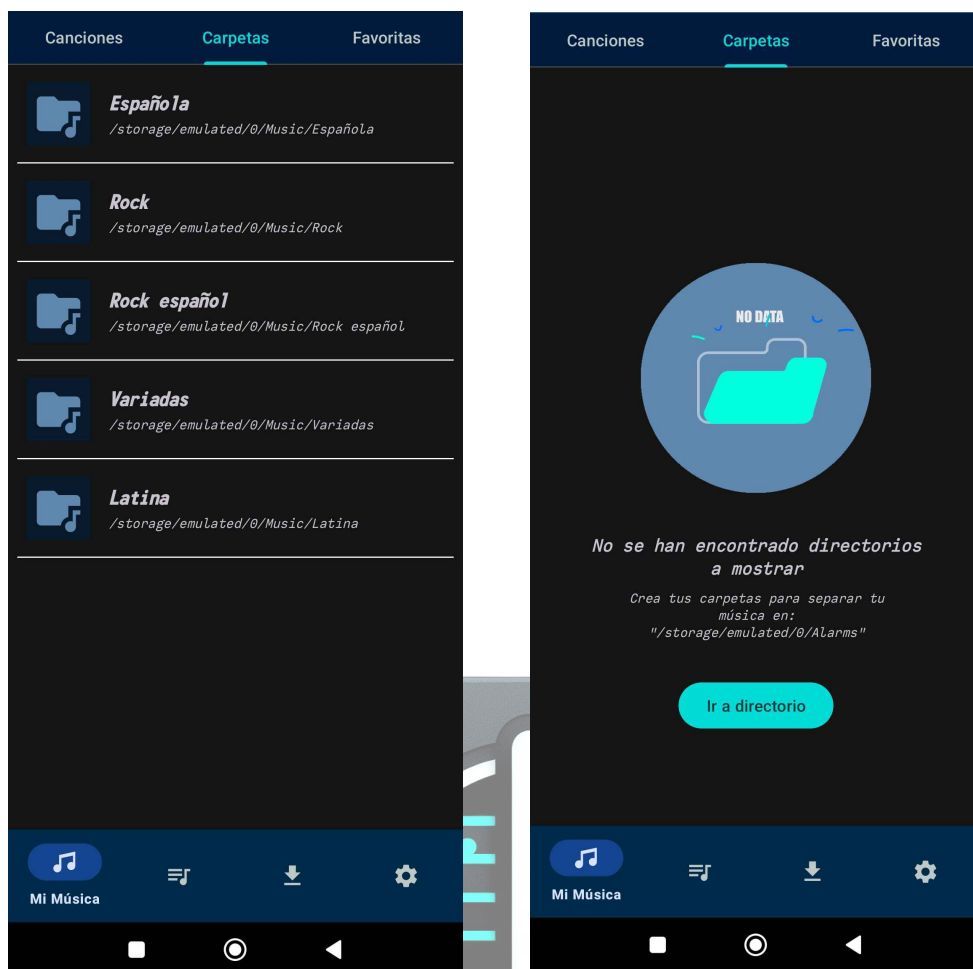 Canciones Carpetas Favoritas
Española
/storage/emulated/0/Music/Española
Rock
/storage/emulated/0/Music/Rock
Rock español
/storage/emulated/0/Music/Rock español
Variadas
/storage/emulated/0/Music/Variadas
Latina
/storage/emulated/0/Music/Latina
Mi Música
Canciones Carpetas Favoritas
NO DATA
No se han encontrado directorios
a mostrar
Crea tus carpetas para separar tu
música en:
"/storage/emulated/0/Alarms"
Ir a directorio
Mi Música